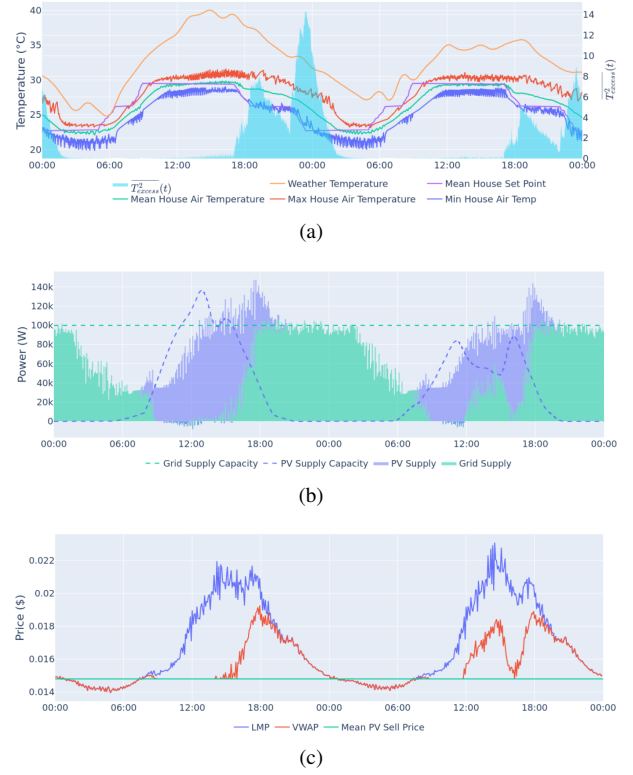 40
35
30
25
20
Temperature (°C)
14
12
10
8
6
4
2
0
T²excess(t)
00:00 06:00 12:00 18:00 00:00 06:00 12:00 18:00 00:00
T²excess(t) Weather Temperature Mean House Set Point
Mean House Air Temperature Max House Air Temperature Min House Air Temp
(a)
140k
120k
100k
80k
60k
40k
20k
0
Power (W)
00:00 06:00 12:00 18:00 00:00 06:00 12:00 18:00 00:00
Grid Supply Capacity PV Supply Capacity PV Supply Grid Supply
(b)
0.022
0.02
0.018
0.016
0.014
Price ($)
00:00 06:00 12:00 18:00 00:00 06:00 12:00 18:00 00:00
LMP VWAP Mean PV Sell Price
(c)